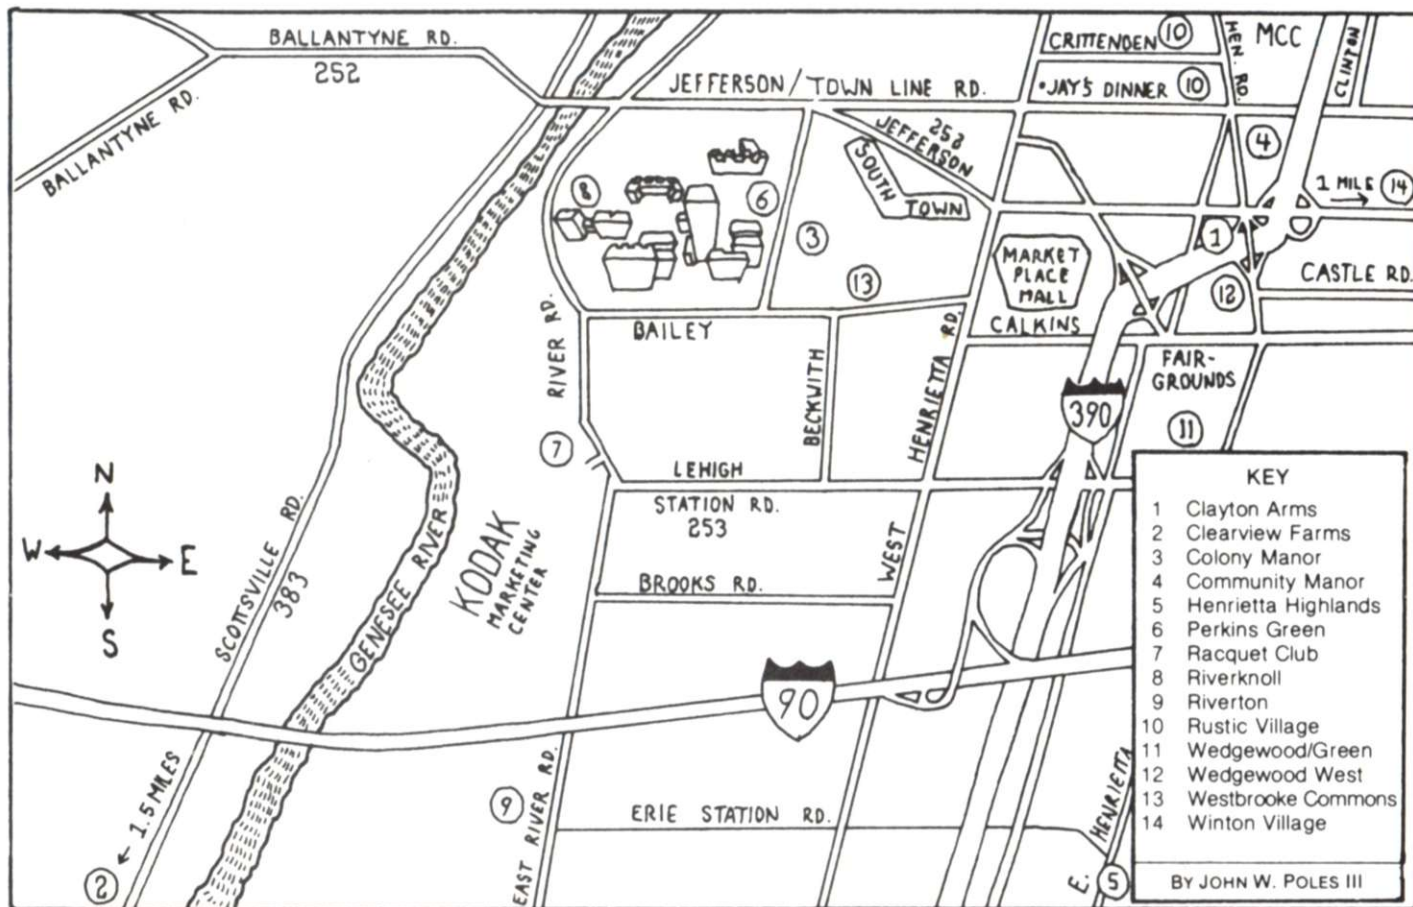 BALLANTYNE RD.
252
BALLANTYNE RD.
JEFFERSON/TOWN LINE RD.
CRITTENDEN 10
HEN. RD.
MCC
CLINTON
•JAY'S DINNER 10
252
JEFFERSON
4
1 MILE 14
SOUTH
TOWN
8
6
3
13
1
12
MARKET
PLACE
MALL
CASTLE RD.
CALKINS
BAILEY
RIVER RD.
BECKWITH
WEST HENRIETTA RD.
FAIR-
GROUNDS
390
11
7
LEHIGH
STATION RD.
253
N
W E
S
SCOTTSVILLE RD.
383
GENESEE RIVER
KODAK
MARKETING
CENTER
BROOKS RD.
90
1.5 MILES
2
9
EAST RIVER RD.
ERIE STATION RD.
E. HENRIETTA
5
KEY
1 Clayton Arms
2 Clearview Farms
3 Colony Manor
4 Community Manor
5 Henrietta Highlands
6 Perkins Green
7 Racquet Club
8 Riverknoll
9 Riverton
10 Rustic Village
11 Wedgewood/Green
12 Wedgewood West
13 Westbrooke Commons
14 Winton Village
BY JOHN W. POLES III